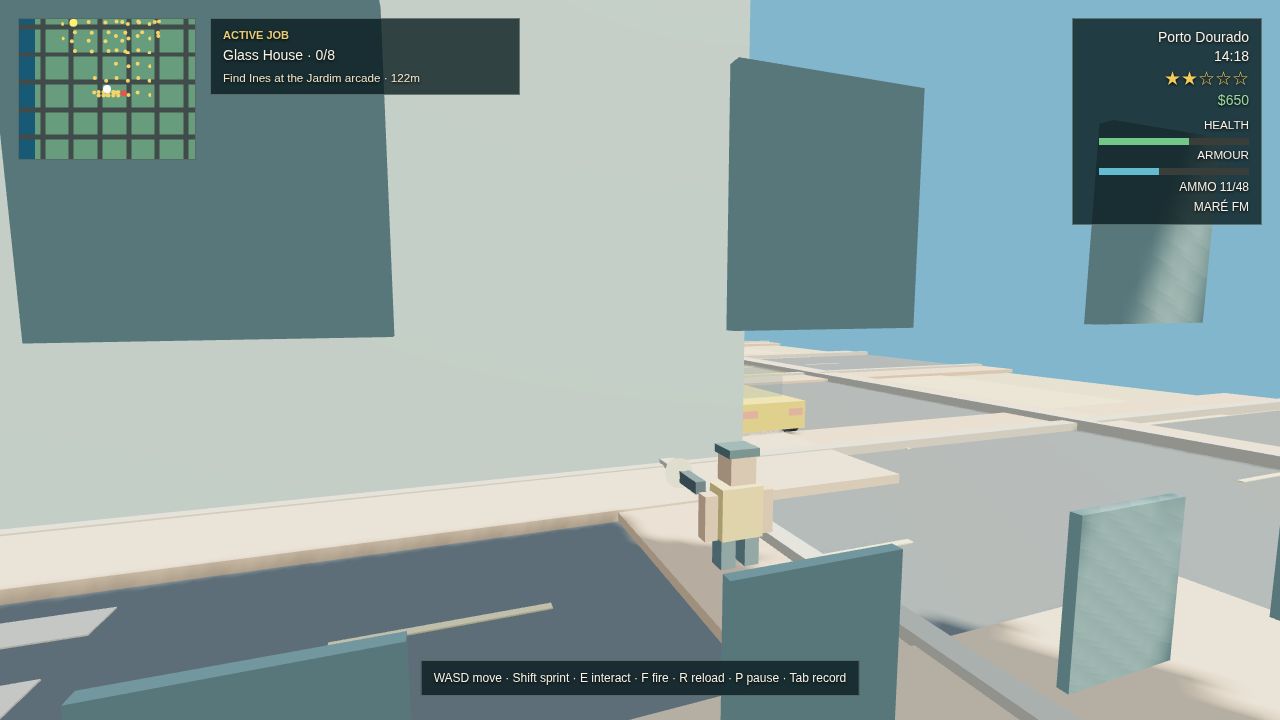 ACTIVE JOB
Glass House · 0/8
Find Ines at the Jardim arcade · 122m
Porto Dourado
14:18
★★☆☆☆
$650
HEALTH
ARMOUR
AMMO 11/48
MARÉ FM
WASD move · Shift sprint · E interact · F fire · R reload · P pause · Tab record